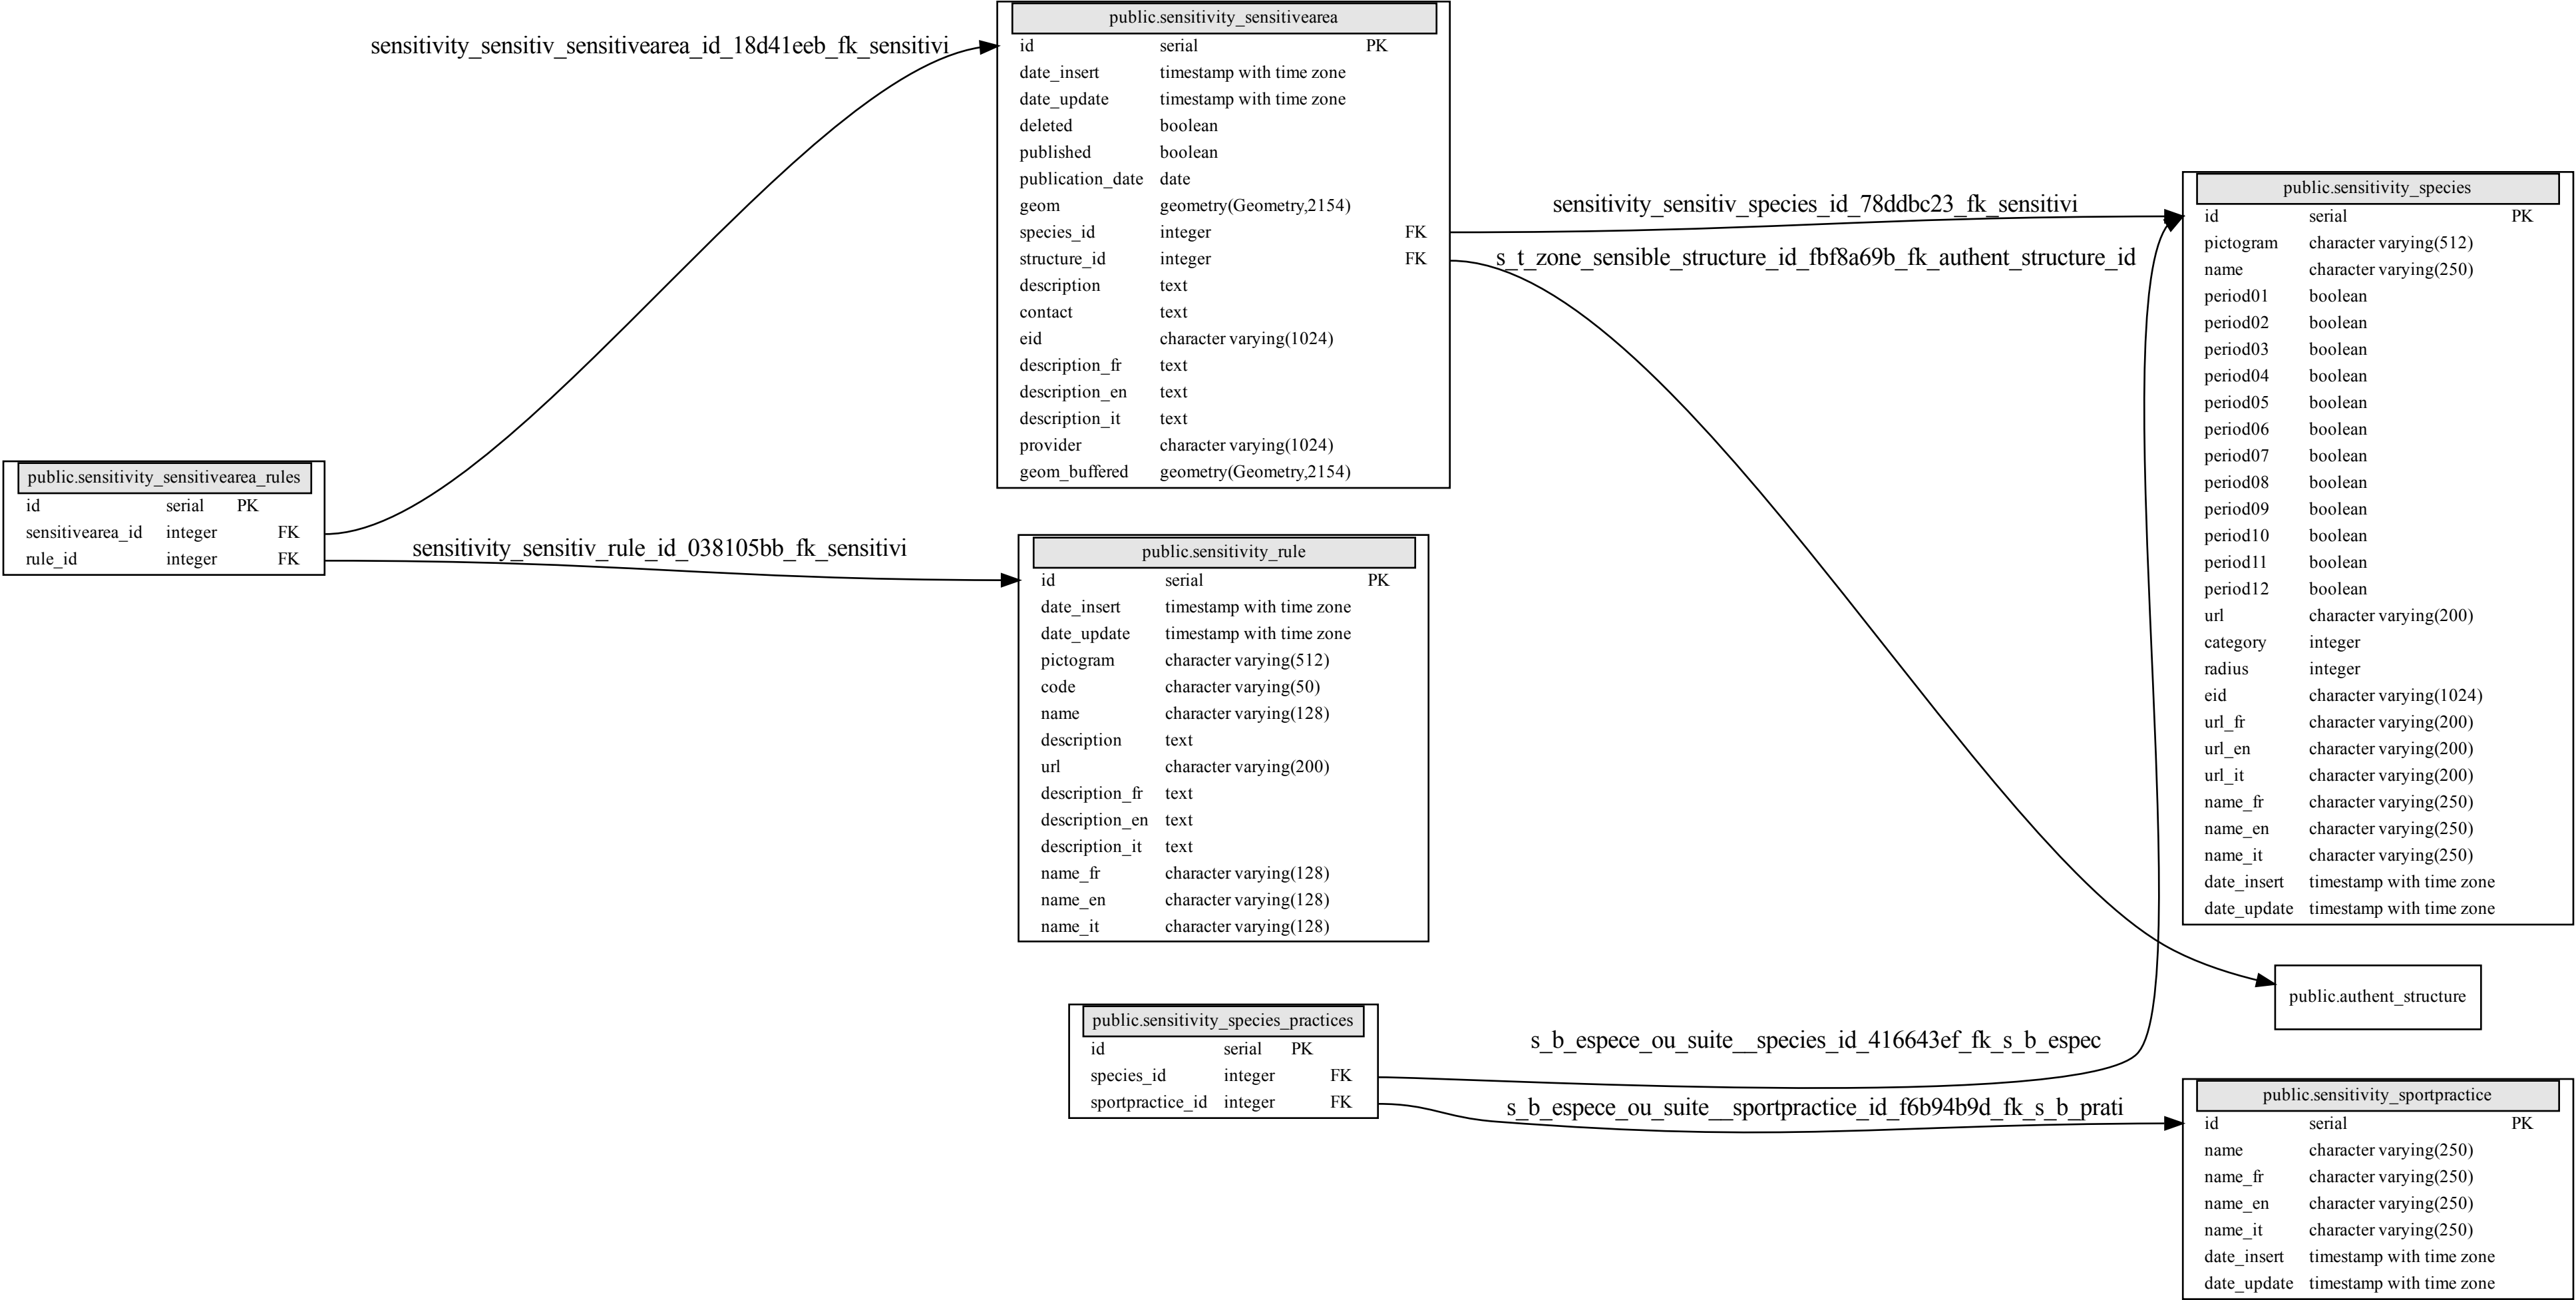 sensitivity_sensitiv_sensitivearea_id_18d41eeb_fk_sensitivi
public.sensitivity_sensitivearea_rules
id serial PK
sensitivearea_id integer FK
rule_id integer FK
sensitivity_sensitiv_rule_id_038105bb_fk_sensitivi
public.sensitivity_sensitivearea
id serial PK
date_insert timestamp with time zone
date_update timestamp with time zone
deleted boolean
published boolean
publication_date date
geom geometry(Geometry,2154)
species_id integer FK
structure_id integer FK
description text
contact text
eid character varying(1024)
description_fr text
description_en text
description_it text
provider character varying(1024)
geom_buffered geometry(Geometry,2154)
public.sensitivity_rule
id serial PK
date_insert timestamp with time zone
date_update timestamp with time zone
pictogram character varying(512)
code character varying(50)
name character varying(128)
description text
url character varying(200)
description_fr text
description_en text
description_it text
name_fr character varying(128)
name_en character varying(128)
name_it character varying(128)
public.sensitivity_species_practices
id serial PK
species_id integer FK
sportpractice_id integer FK
sensitivity_sensitiv_species_id_78ddbc23_fk_sensitivi
s_t_zone_sensible_structure_id_fbf8a69b_fk_authent_structure_id
s_b_espece_ou_suite__species_id_416643ef_fk_s_b_espec
s_b_espece_ou_suite__sportpractice_id_f6b94b9d_fk_s_b_prati
public.sensitivity_species
id serial PK
pictogram character varying(512)
name character varying(250)
period01 boolean
period02 boolean
period03 boolean
period04 boolean
period05 boolean
period06 boolean
period07 boolean
period08 boolean
period09 boolean
period10 boolean
period11 boolean
period12 boolean
url character varying(200)
category integer
radius integer
eid character varying(1024)
url_fr character varying(200)
url_en character varying(200)
url_it character varying(200)
name_fr character varying(250)
name_en character varying(250)
name_it character varying(250)
date_insert timestamp with time zone
date_update timestamp with time zone
public.authent_structure
public.sensitivity_sportpractice
id serial PK
name character varying(250)
name_fr character varying(250)
name_en character varying(250)
name_it character varying(250)
date_insert timestamp with time zone
date_update timestamp with time zone